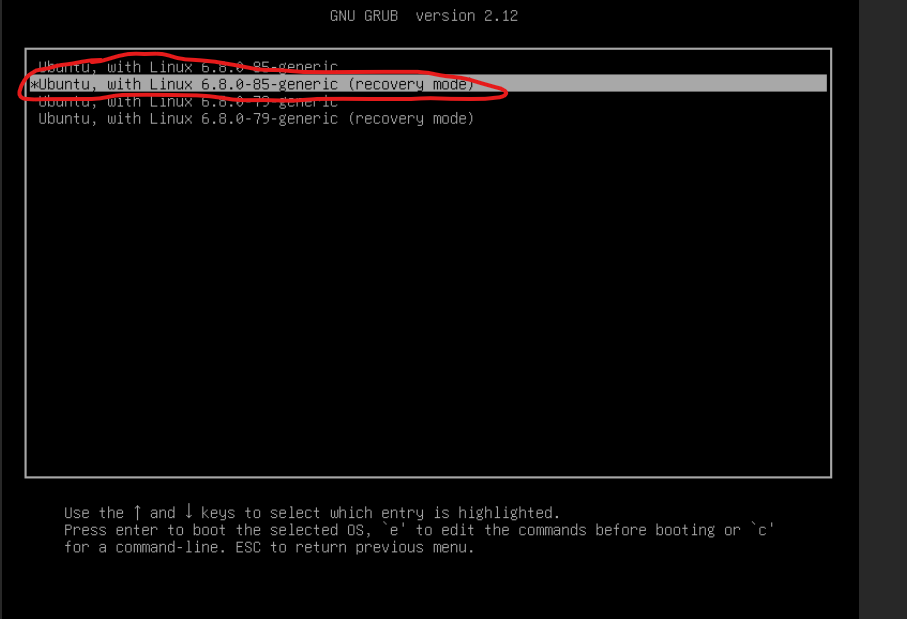 GNU GRUB version 2.12
Ubuntu, with Linux 6.8.0-85-generic
*Ubuntu, with Linux 6.8.0-85-generic (recovery mode)
Ubuntu, with Linux 6.8.0-79-generic
Ubuntu, with Linux 6.8.0-79-generic (recovery mode)
Use the ↑ and ↓ keys to select which entry is highlighted.
Press enter to boot the selected OS, `e' to edit the commands before booting or `c'
for a command-line. ESC to return previous menu.